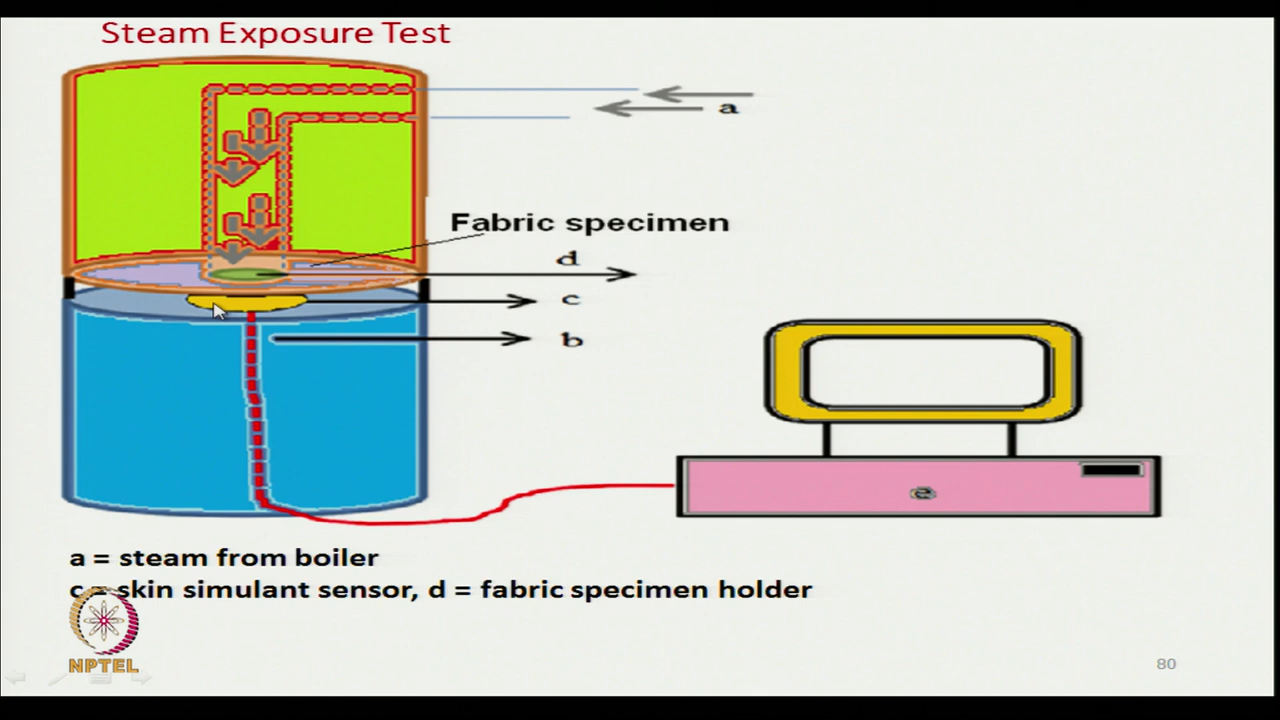 Steam Exposure Test
a
Fabric specimen
d
c
b
e
a = steam from boiler
c = skin simulant sensor, d = fabric specimen holder
NPTEL
80